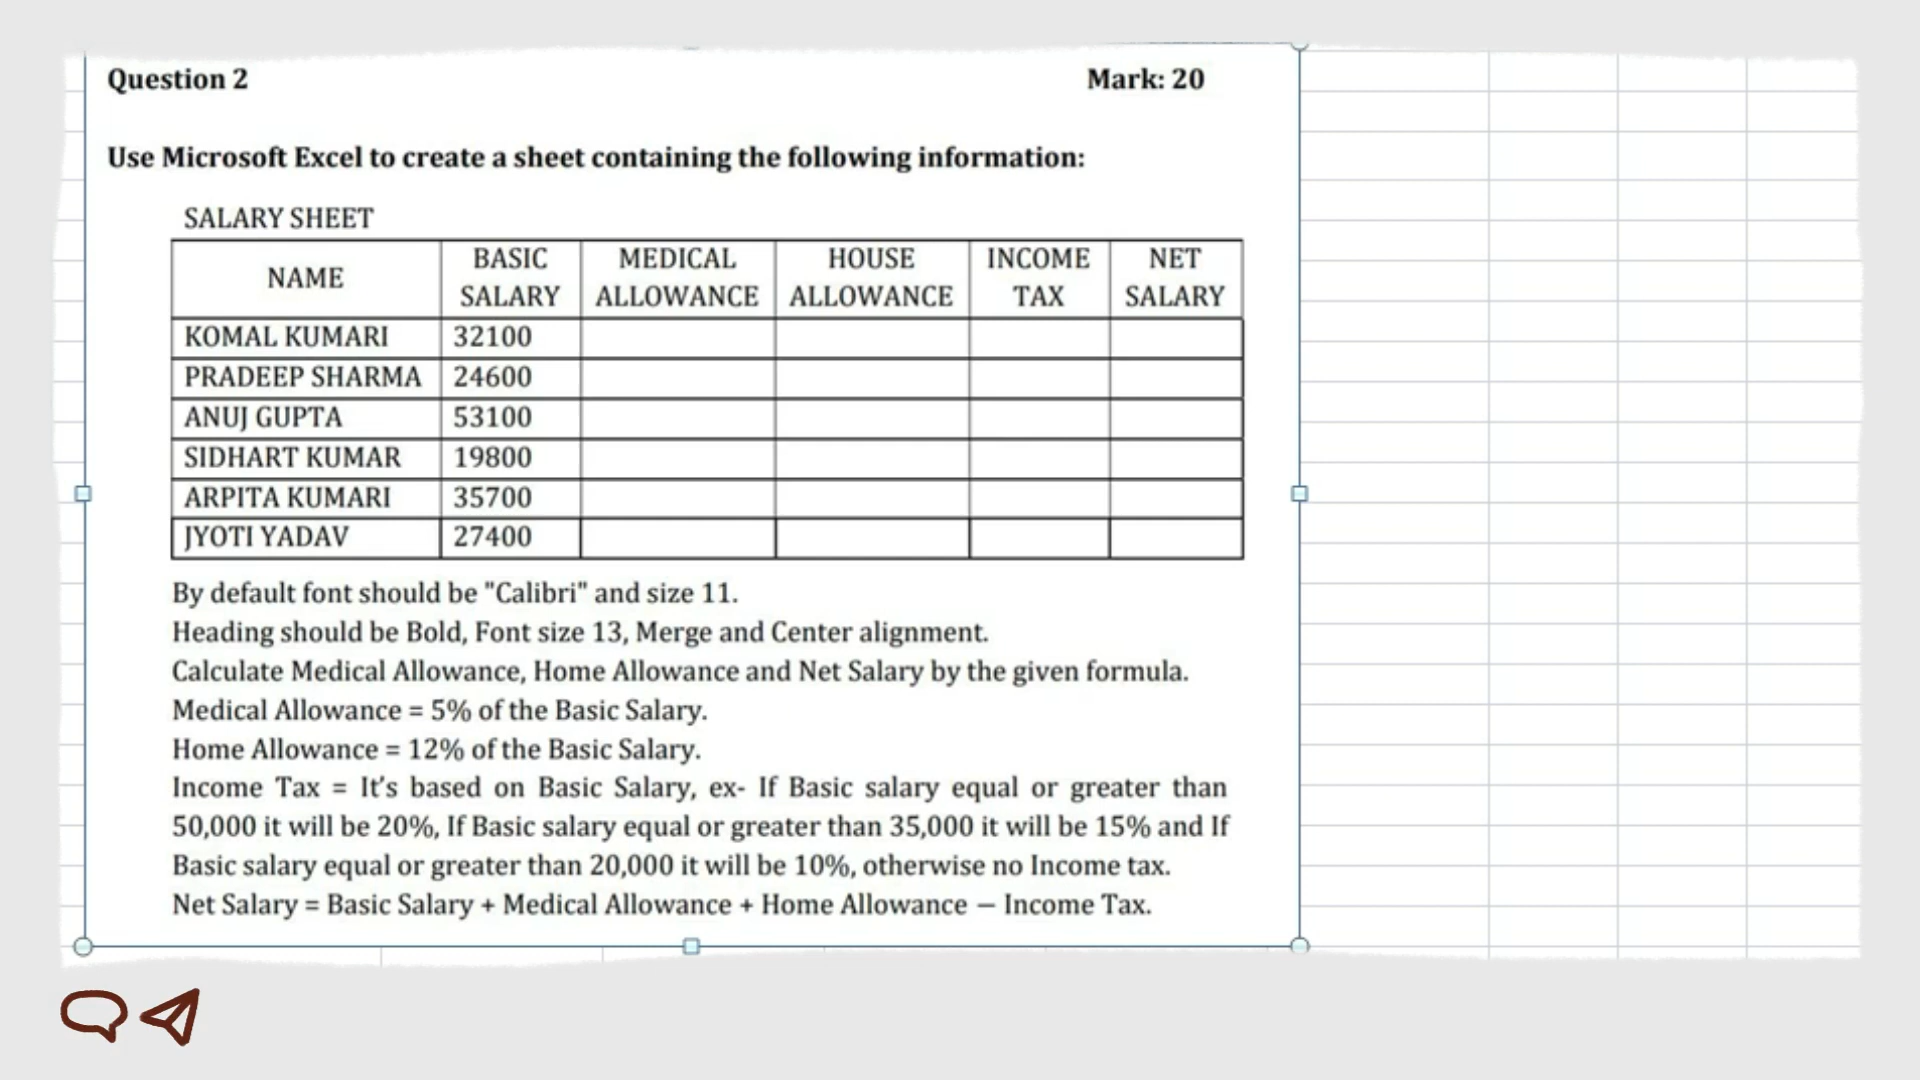 Question 2 Mark: 20
Use Microsoft Excel to create a sheet containing the following information:
SALARY SHEET
NAME BASIC SALARY MEDICAL ALLOWANCE HOUSE ALLOWANCE INCOME TAX NET SALARY
KOMAL KUMARI 32100
PRADEEP SHARMA 24600
ANUJ GUPTA 53100
SIDHART KUMAR 19800
ARPITA KUMARI 35700
JYOTI YADAV 27400
By default font should be "Calibri" and size 11.
Heading should be Bold, Font size 13, Merge and Center alignment.
Calculate Medical Allowance, Home Allowance and Net Salary by the given formula.
Medical Allowance = 5% of the Basic Salary.
Home Allowance = 12% of the Basic Salary.
Income Tax = It's based on Basic Salary, ex- If Basic salary equal or greater than
50,000 it will be 20%, If Basic salary equal or greater than 35,000 it will be 15% and If
Basic salary equal or greater than 20,000 it will be 10%, otherwise no Income tax.
Net Salary = Basic Salary + Medical Allowance + Home Allowance – Income Tax.